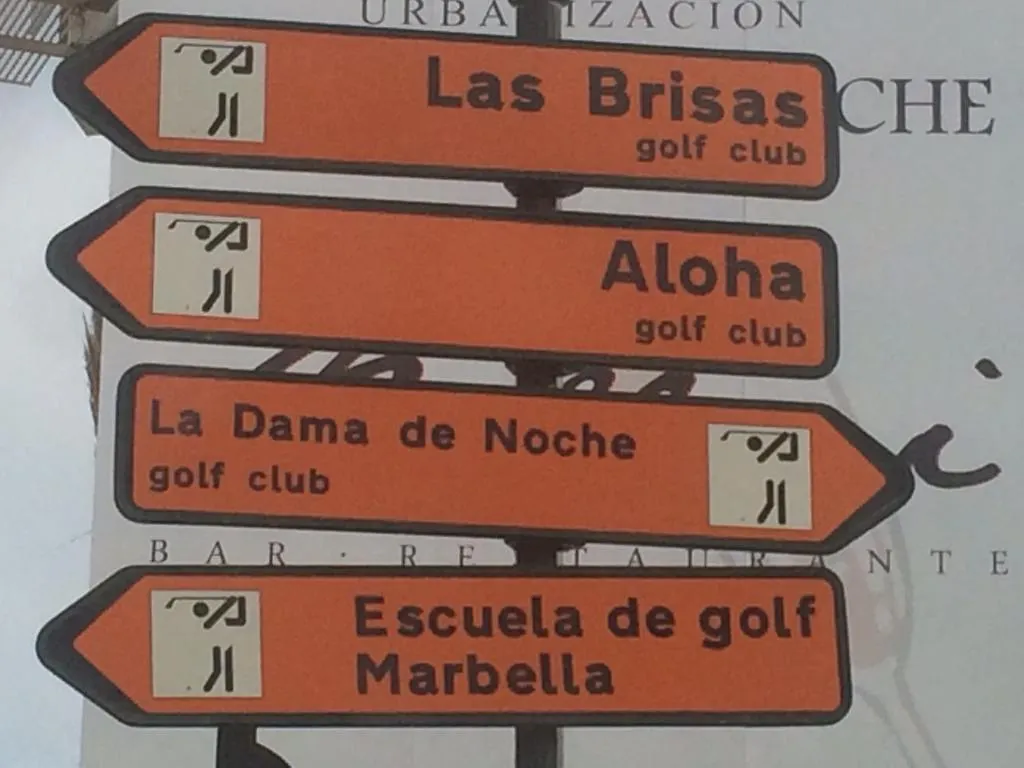 URBANIZACION
Las Brisas
golf club
CHE
Aloha
golf club
La Dama de Noche
golf club
BAR · RESTAURANTE
Escuela de golf
Marbella